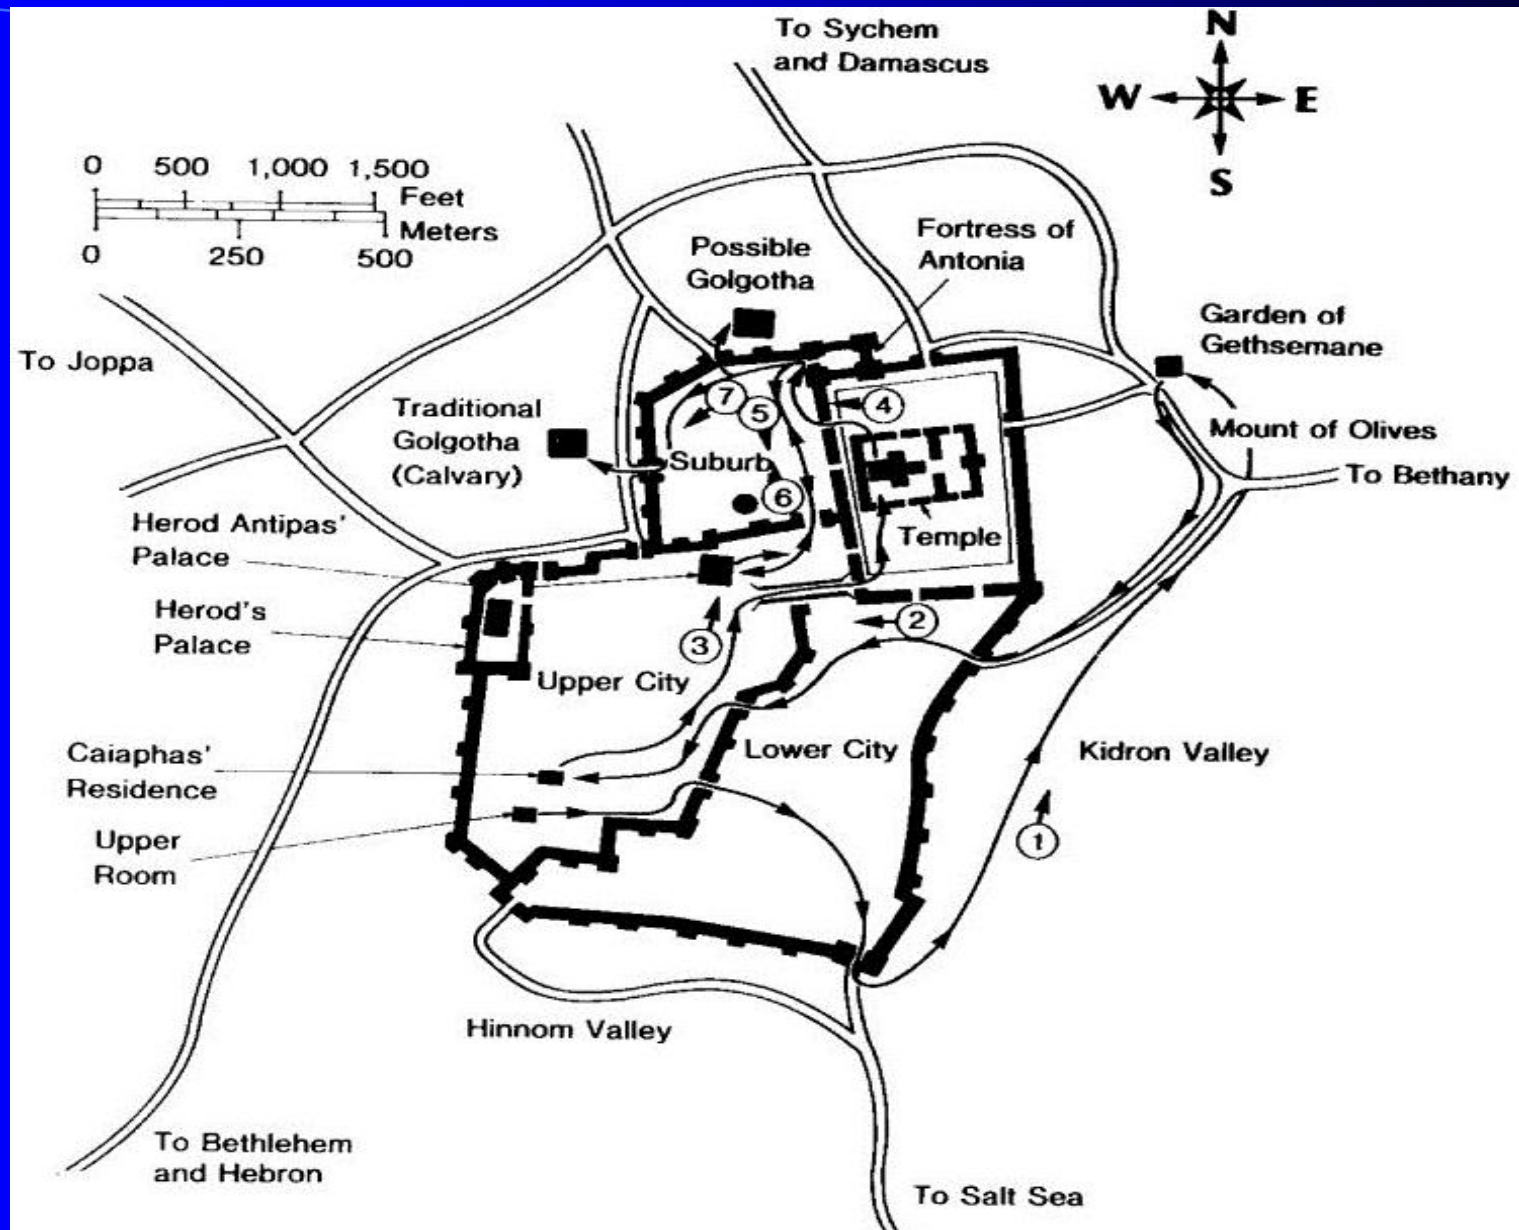 To Sychem
and Damascus
N
W E
S
0 500 1,000 1,500
Feet
Meters
0 250 500
Possible
Golgotha
Fortress of
Antonia
Garden of
Gethsemane
To Joppa
Traditional
Golgotha
(Calvary)
7
5
4
Mount of Olives
Suburb
To Bethany
6
Herod Antipas'
Palace
Temple
Herod's
Palace
3
2
Upper City
Caiaphas'
Residence
Lower City
Kidron Valley
Upper
Room
1
Hinnom Valley
To Bethlehem
and Hebron
To Salt Sea